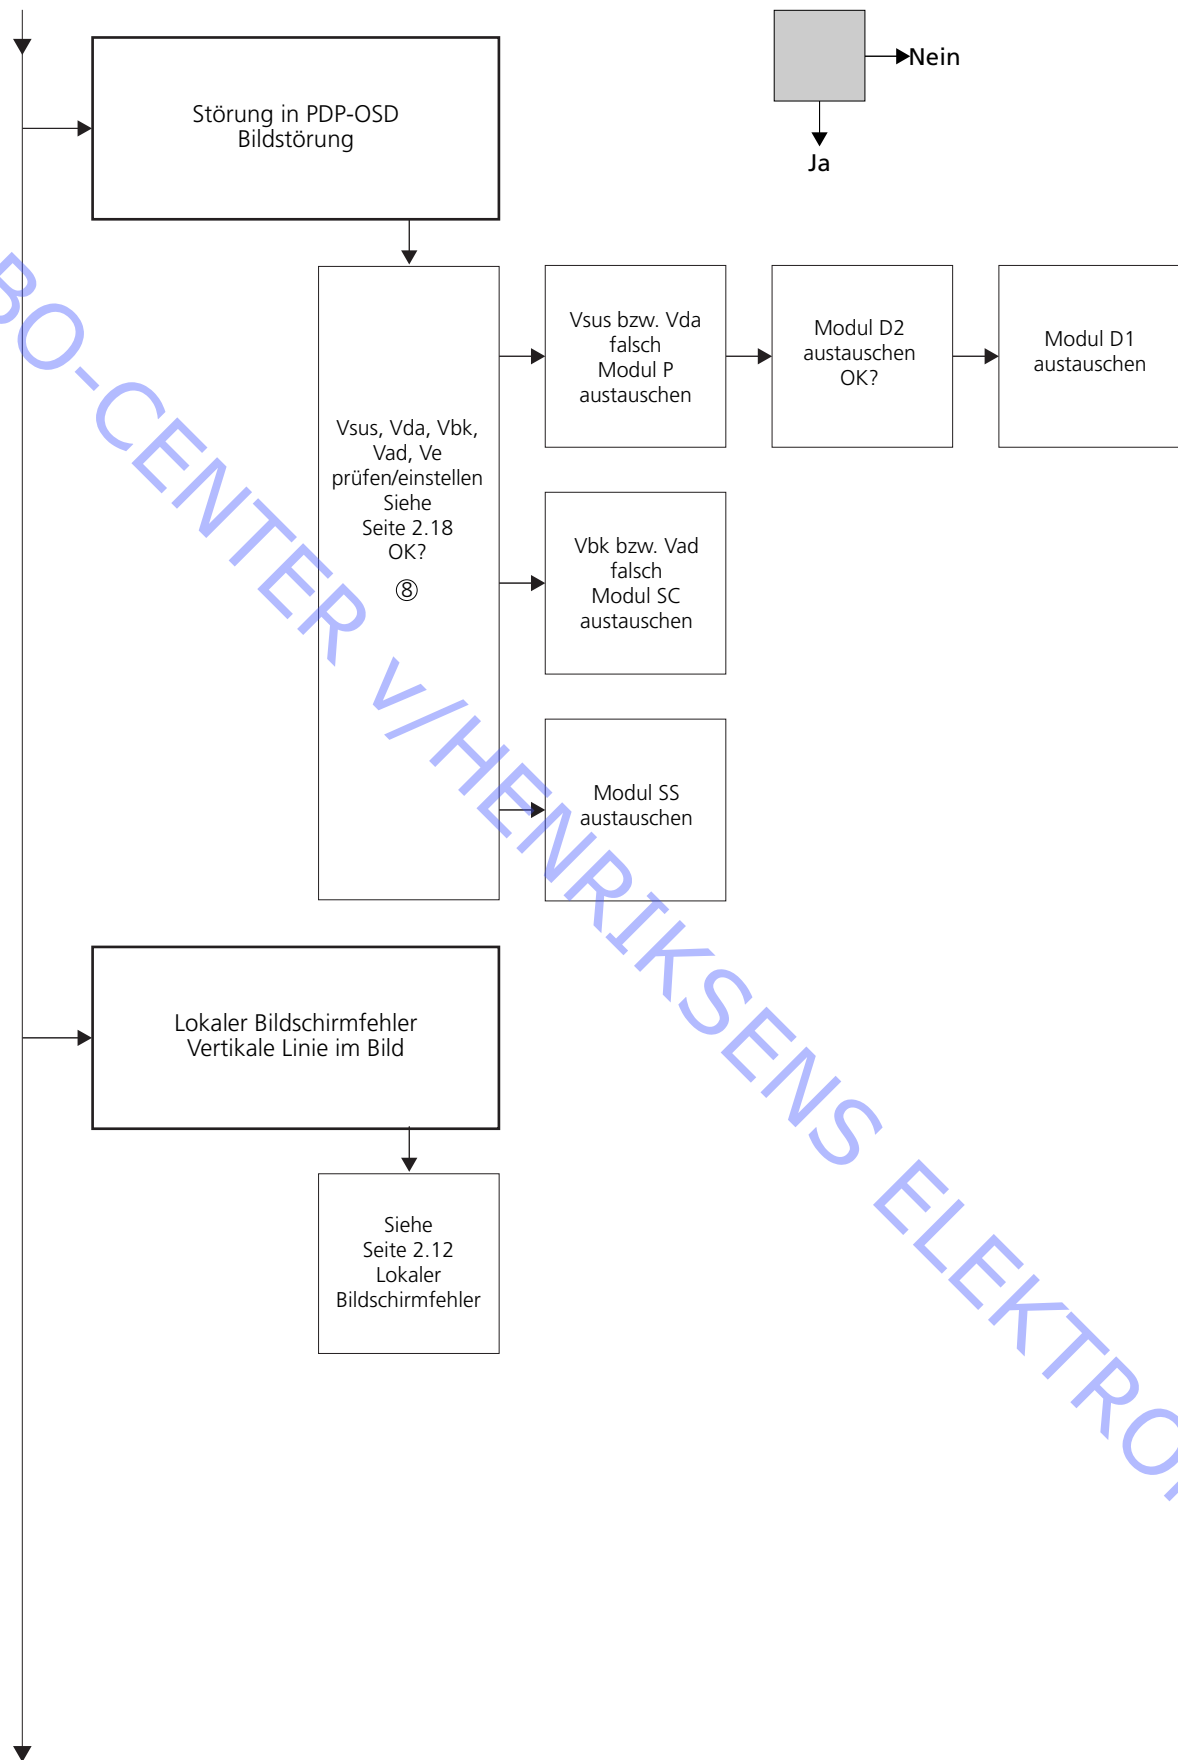 Störung in PDP-OSD
Bildstörung
Nein
Ja
Vsus, Vda, Vbk,
Vad, Ve
prüfen/einstellen
Siehe
Seite 2.18
OK?
⑧
Vsus bzw. Vda
falsch
Modul P
austauschen
Modul D2
austauschen
OK?
Modul D1
austauschen
Vbk bzw. Vad
falsch
Modul SC
austauschen
Modul SS
austauschen
Lokaler Bildschirmfehler
Vertikale Linie im Bild
Siehe
Seite 2.12
Lokaler
Bildschirmfehler
BO-CENTER v/HENRIKSENS ELEKTRO